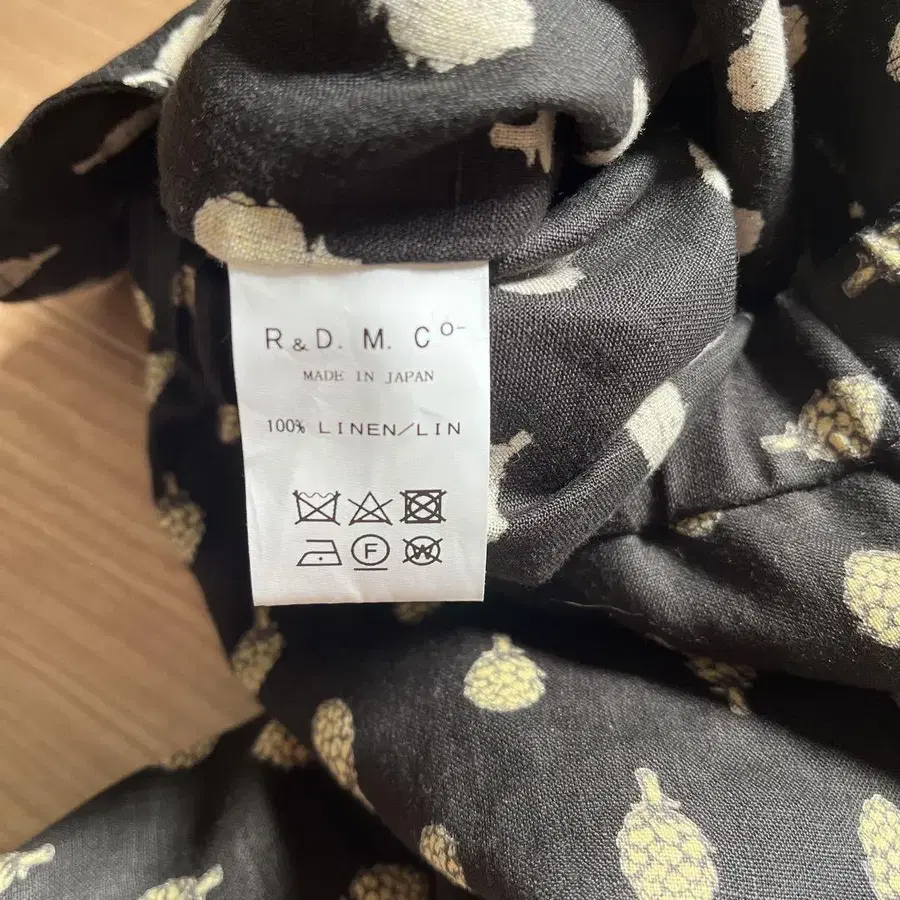 R & D. M. Co-
MADE IN JAPAN
100% LINEN/LIN
F W